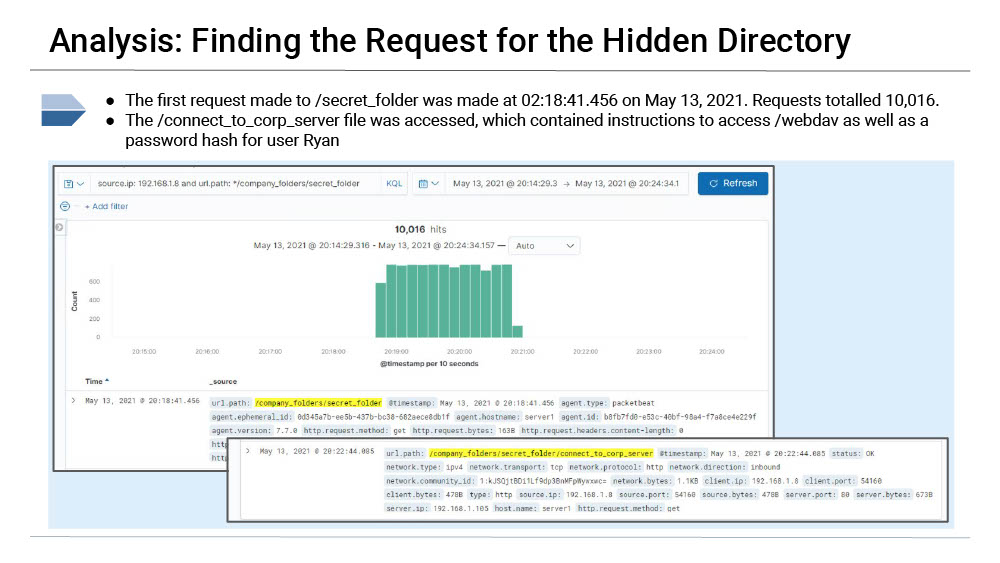 Analysis: Finding the Request for the Hidden Directory
● The first request made to /secret_folder was made at 02:18:41.456 on May 13, 2021. Requests totalled 10,016.
● The /connect_to_corp_server file was accessed, which contained instructions to access /webdav as well as a
password hash for user Ryan
source.ip: 192.168.1.8 and url.path: */company_folders/secret_folder KQL May 13, 2021 @ 20:14:29.3 → May 13, 2021 @ 20:24:34.1 Refresh
+ Add filter
10,016 hits
May 13, 2021 @ 20:14:29.316 - May 13, 2021 @ 20:24:34.157 — Auto
Count
600
400
200
0
20:15:00 20:16:00 20:17:00 20:18:00 20:19:00 20:20:00 20:21:00 20:22:00 20:23:00 20:24:00
@timestamp per 10 seconds
Time _source
May 13, 2021 @ 20:18:41.456 url.path: /company_folders/secret_folder @timestamp: May 13, 2021 @ 20:18:41.456 agent.type: packetbeat
agent.ephemeral_id: 0d545a7b-ee5b-437b-bc38-682aece8db1f agent.hostname: server1 agent.id: b8fb7fd0-e53c-40bf-98a4-f7a8ce4e229f
agent.version: 7.7.0 http.request.method: get http.request.bytes: 163B http.request.headers.content-length: 0
May 13, 2021 @ 20:22:44.085 url.path: /company_folders/secret_folder/connect_to_corp_server @timestamp: May 13, 2021 @ 20:22:44.085 status: OK
network.type: ipv4 network.transport: tcp network.protocol: http network.direction: inbound
network.community_id: network.bytes: 1.1KB client.ip: 192.168.1.8 client.port: 54160
client.bytes: 478B type: http source.ip: 192.168.1.8 source.port: 54160 source.bytes: 478B server.port: 80 server.bytes: 673B
server.ip: 192.168.1.105 host.name: server1 http.request.method: get